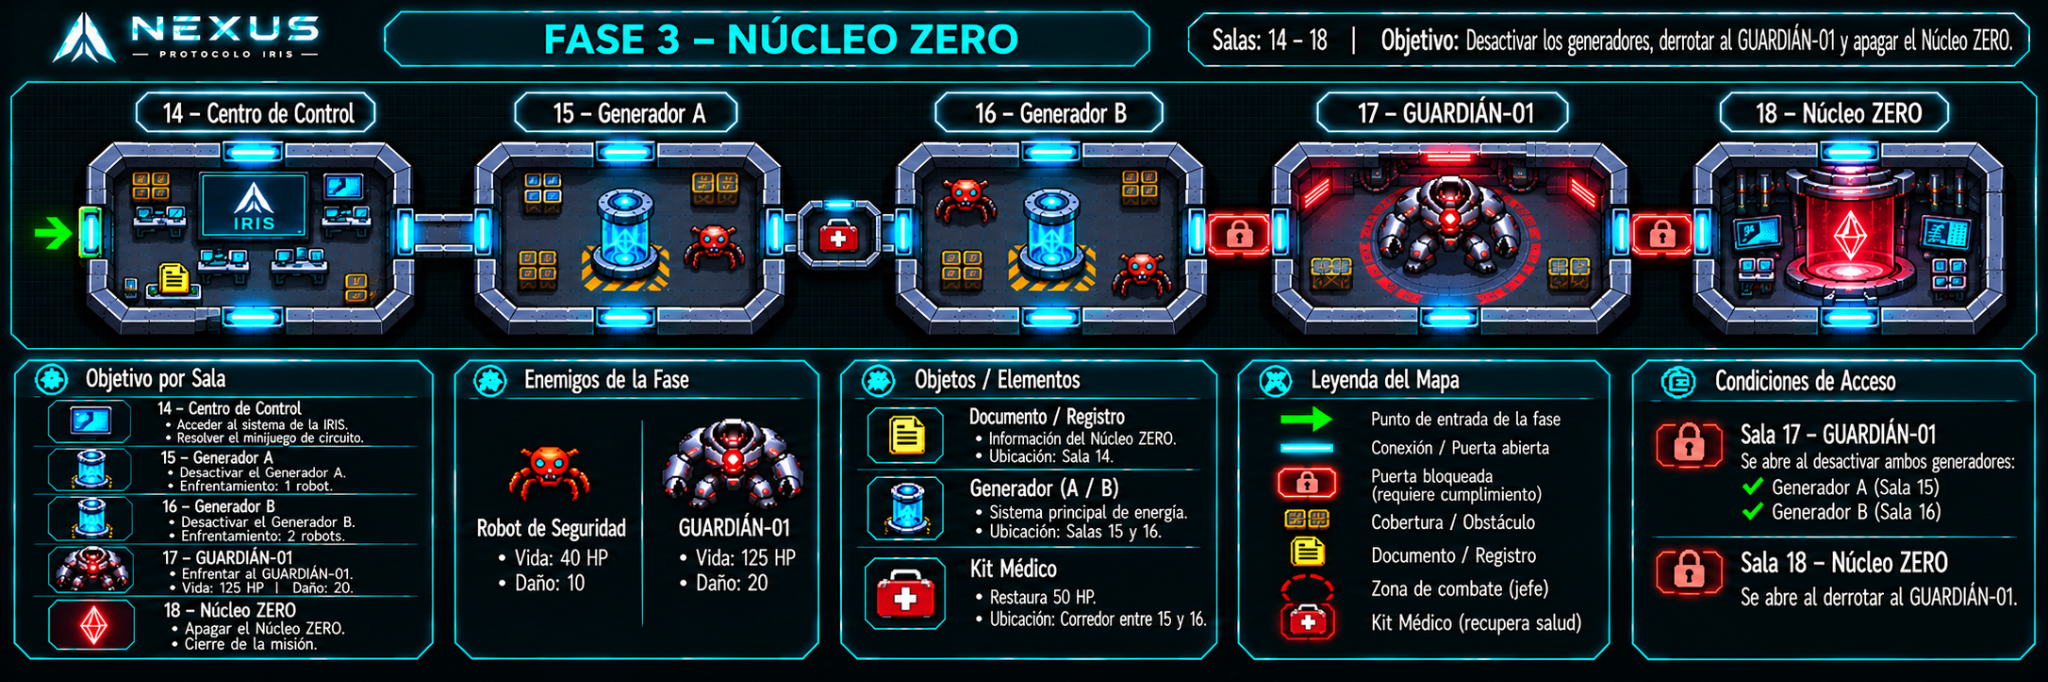 NEXUS
PROTOCOLO IRIS
FASE 3 – NÚCLEO ZERO
Salas: 14 – 18 | Objetivo: Desactivar los generadores, derrotar al GUARDIÁN-01 y apagar el Núcleo ZERO.
14 – Centro de Control
15 – Generador A
16 – Generador B
17 – GUARDIÁN-01
18 – Núcleo ZERO
IRIS
Objetivo por Sala
14 – Centro de Control
• Acceder al sistema de la IRIS.
• Resolver el minijuego de circuito.
15 – Generador A
• Desactivar el Generador A.
• Enfrentamiento: 1 robot.
16 – Generador B
• Desactivar el Generador B.
• Enfrentamiento: 2 robots.
17 – GUARDIÁN-01
• Enfrentar al GUARDIÁN-01.
• Vida: 125 HP | Daño: 20.
18 – Núcleo ZERO
• Apagar el Núcleo ZERO.
• Cierre de la misión.
Enemigos de la Fase
Robot de Seguridad
• Vida: 40 HP
• Daño: 10
GUARDIÁN-01
• Vida: 125 HP
• Daño: 20
Objetos / Elementos
Documento / Registro
• Información del Núcleo ZERO.
• Ubicación: Sala 14.
Generador (A / B)
• Sistema principal de energía.
• Ubicación: Salas 15 y 16.
Kit Médico
• Restaura 50 HP.
• Ubicación: Corredor entre 15 y 16.
Leyenda del Mapa
Punto de entrada de la fase
Conexión / Puerta abierta
Puerta bloqueada
(requiere cumplimiento)
Cobertura / Obstáculo
Documento / Registro
Zona de combate (jefe)
Kit Médico (recupera salud)
Condiciones de Acceso
Sala 17 – GUARDIÁN-01
Se abre al desactivar ambos generadores:
✓ Generador A (Sala 15)
✓ Generador B (Sala 16)
Sala 18 – Núcleo ZERO
Se abre al derrotar al GUARDIÁN-01.